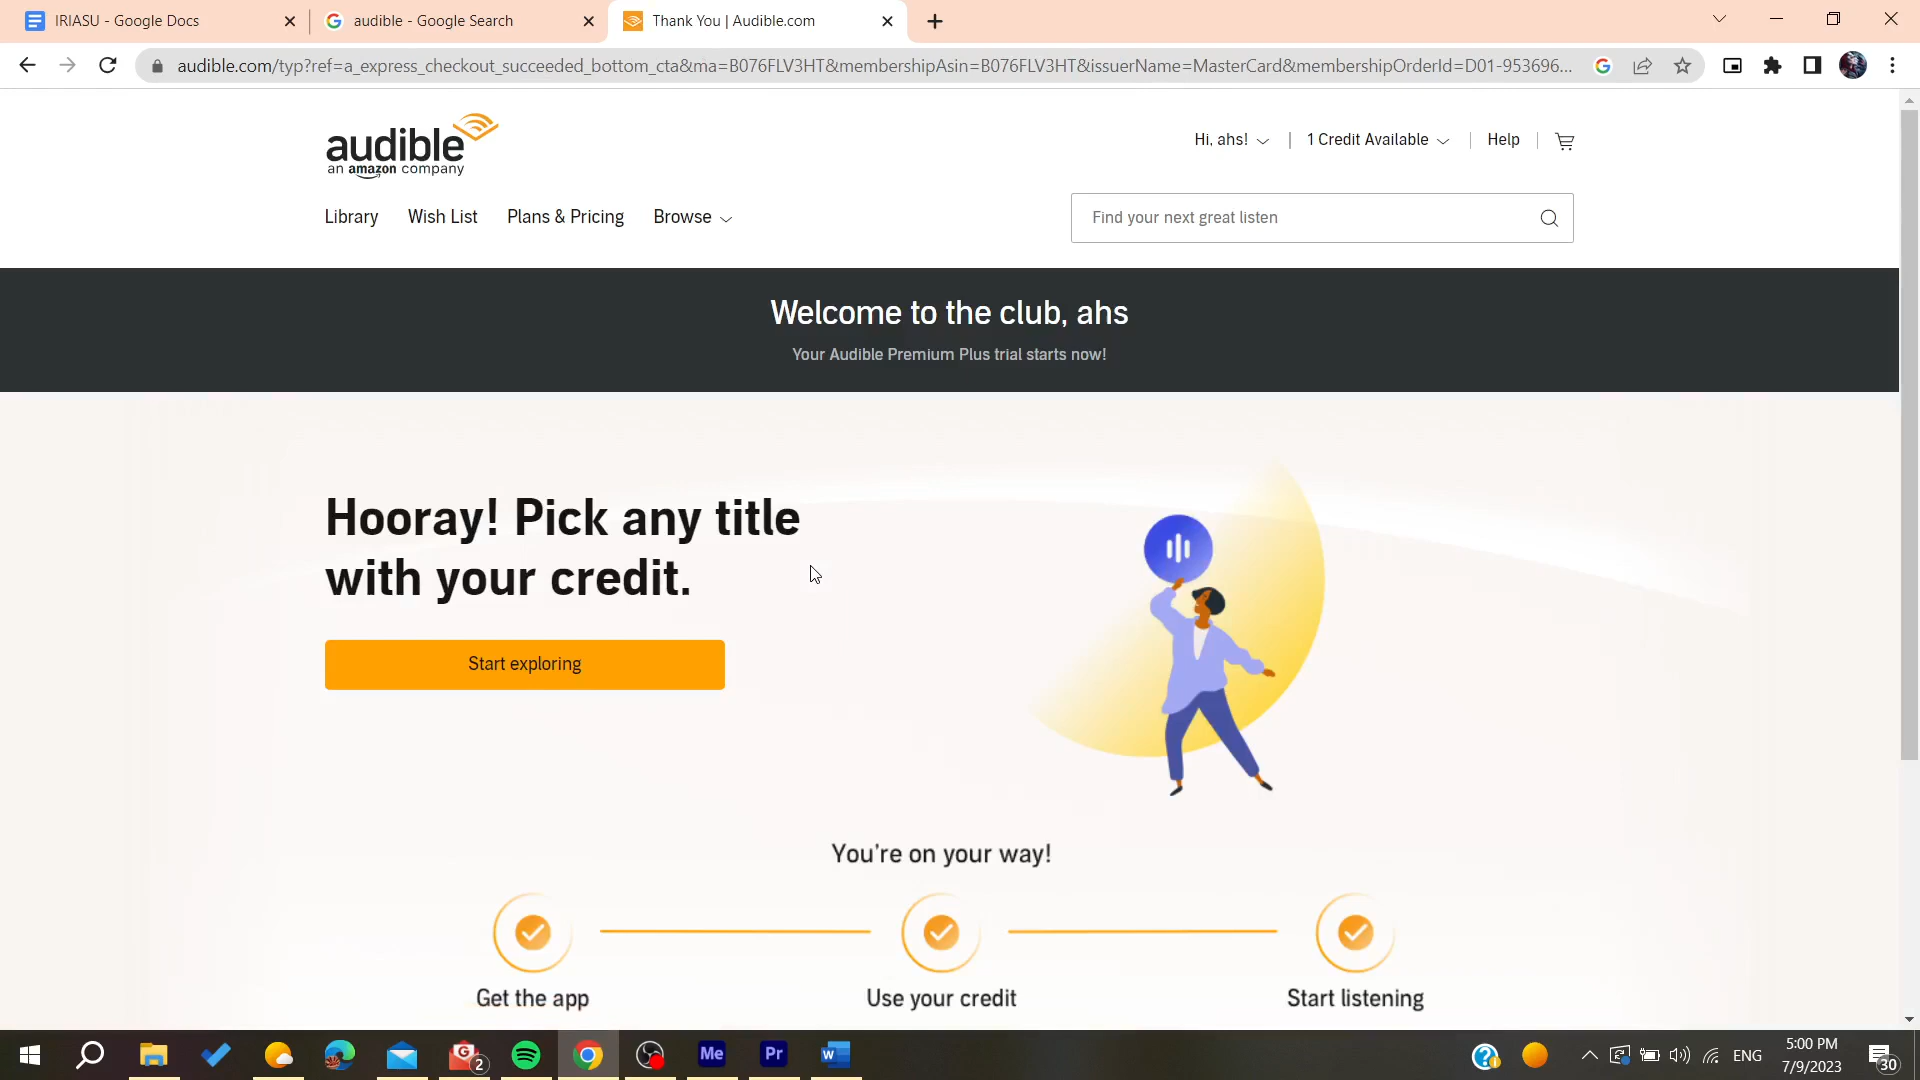 IRIASU - Google Docs
audible - Google Search
Thank You | Audible.com
audible.com/typ?ref=a_express_checkout_succeeded_bottom_cta&ma=B076FLV3HT&membershipAsin=B076FLV3HT&issuerName=MasterCard&membershipOrderId=D01-953696...
audible
an amazon company
Hi, ahs!
1 Credit Available
Help
Library
Wish List
Plans & Pricing
Browse
Find your next great listen
Welcome to the club, ahs
Your Audible Premium Plus trial starts now!
Hooray! Pick any title
with your credit.
Start exploring
You're on your way!
Get the app
Use your credit
Start listening
G
2
Me
Pr
W
ENG
5:00 PM
7/9/2023
30